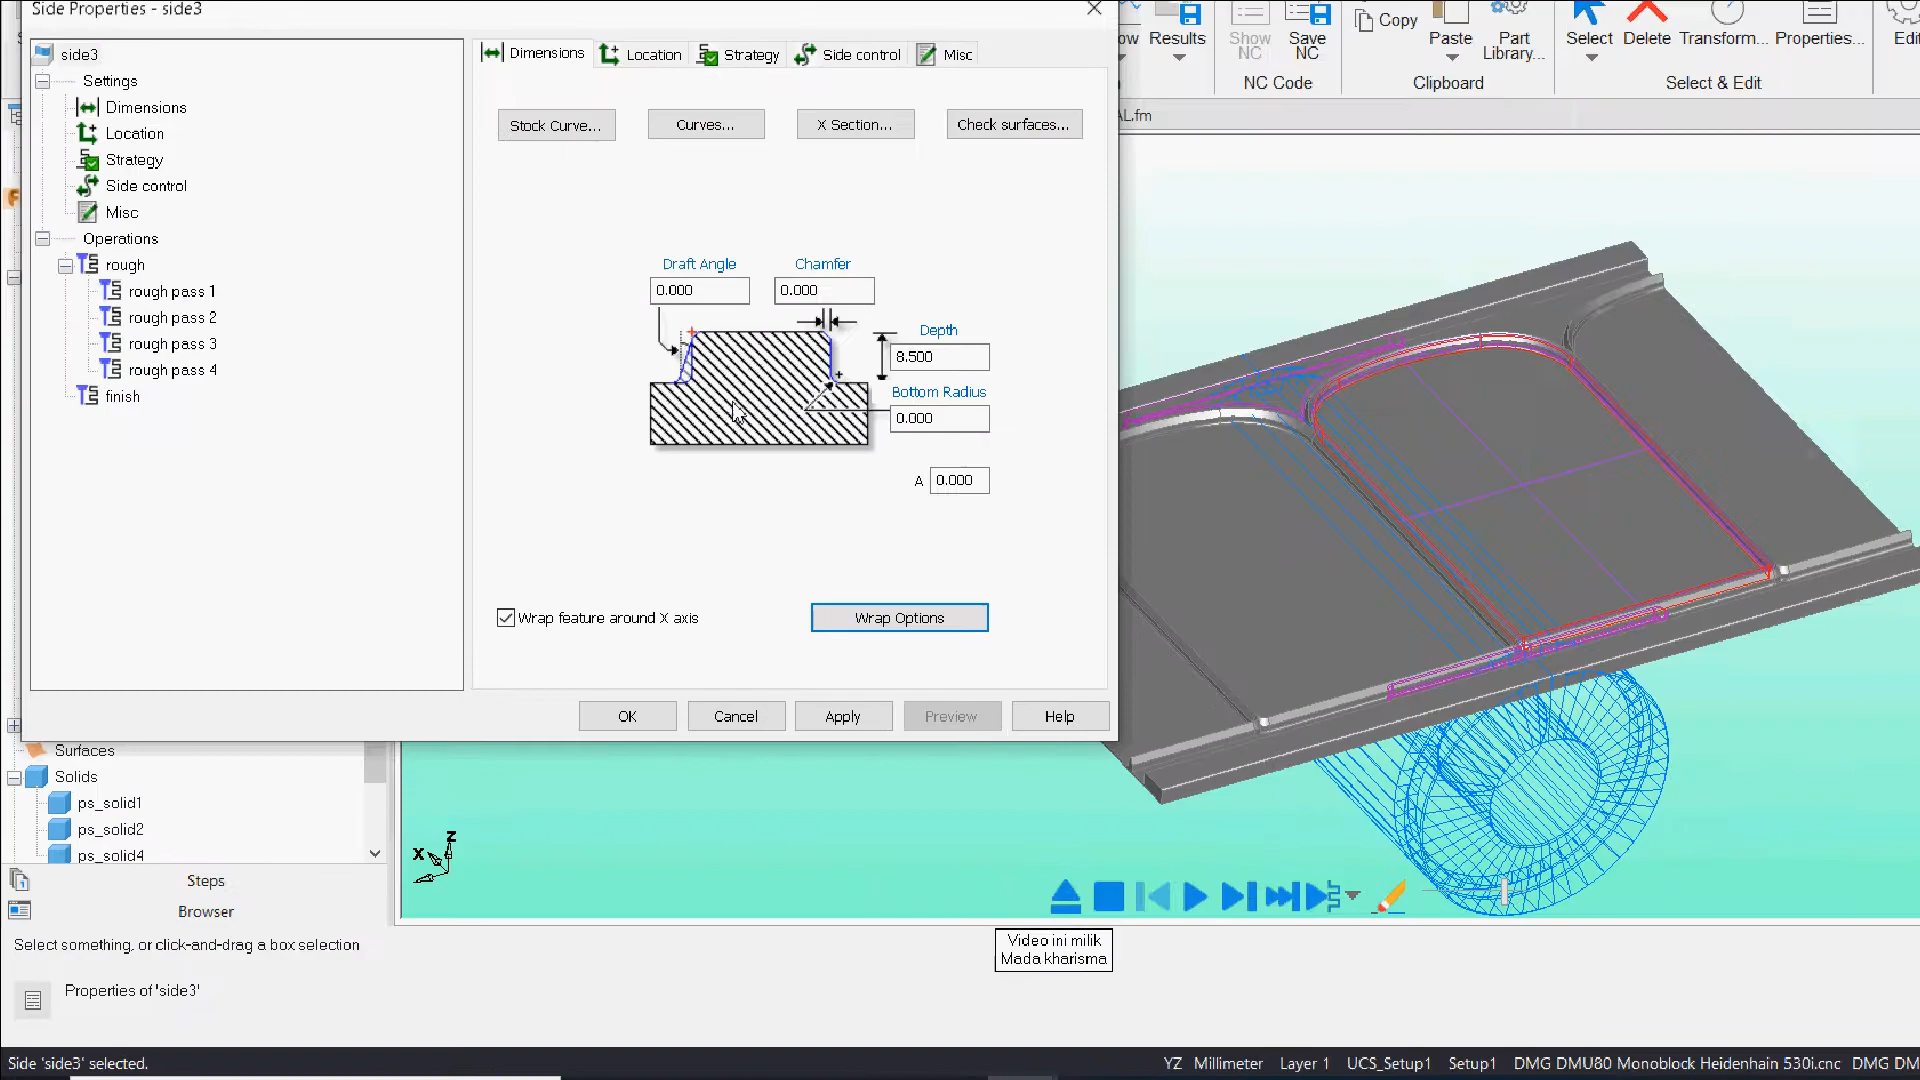 Side Properties - side3
side3
Settings
Dimensions
Location
Strategy
Side control
Misc
Operations
rough
rough pass 1
rough pass 2
rough pass 3
rough pass 4
finish
Dimensions
Location
Strategy
Side control
Misc
Stock Curve...
Curves...
X Section...
Check surfaces...
Draft Angle
Chamfer
0.000
0.000
Depth
8.500
Bottom Radius
0.000
A
0.000
Wrap feature around X axis
Wrap Options
OK
Cancel
Apply
Preview
Help
Results
Show
NC
Save
NC
NC Code
Copy
Paste
Part
Library...
Clipboard
Select
Delete
Transform...
Properties...
Select & Edit
AL.fm
Surfaces
Solids
ps_solid1
ps_solid2
ps_solid4
Steps
Browser
Select something, or click-and-drag a box selection
Properties of 'side3'
Z
X
Video ini milik
Mada kharisma
Side 'side3' selected.
YZ
Millimeter
Layer 1
UCS_Setup1
Setup1
DMG DMU80 Monoblock Heidenhain 530i.cnc